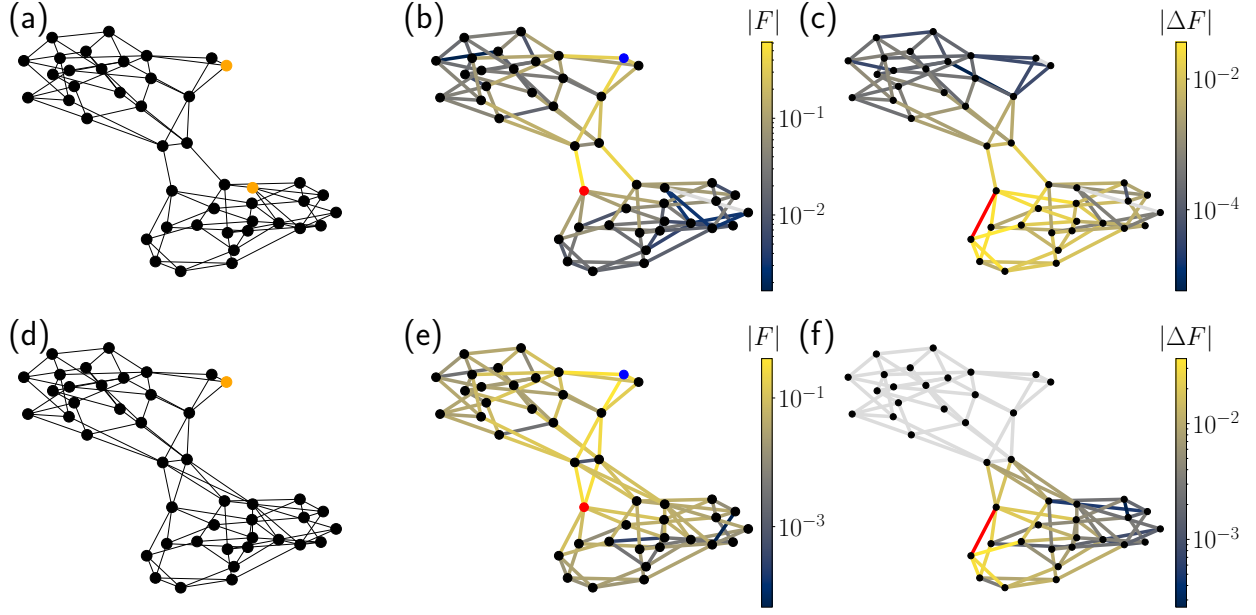 (a)
(b)
|F|
10⁻¹
10⁻²
(c)
|ΔF|
10⁻²
10⁻⁴
(d)
(e)
|F|
10⁻¹
10⁻³
(f)
|ΔF|
10⁻²
10⁻³